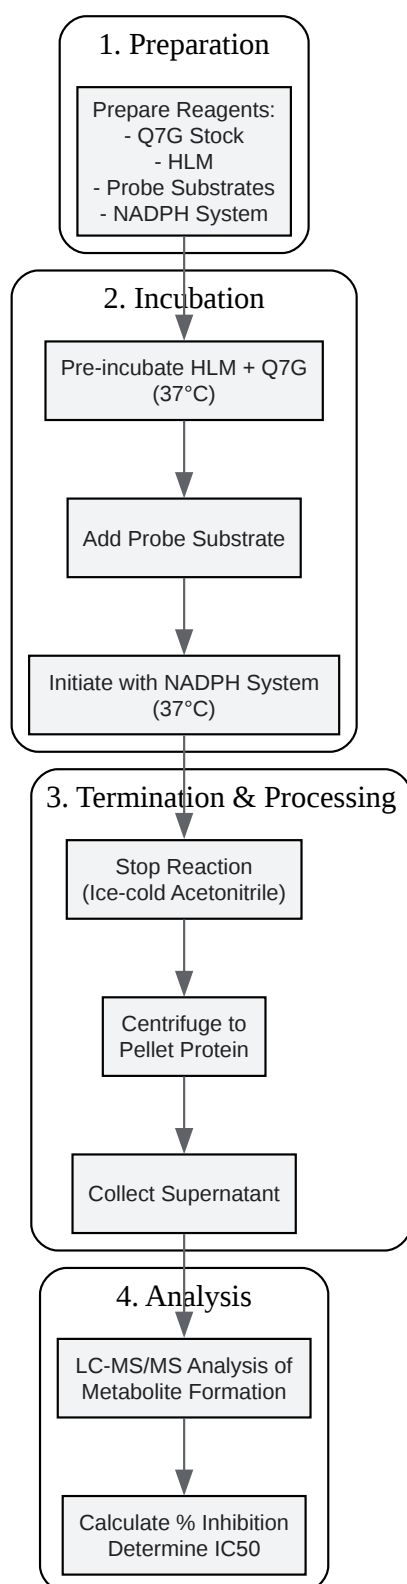 1. Preparation
Prepare Reagents:
- Q7G Stock
- HLM
- Probe Substrates
- NADPH System
2. Incubation
Pre-incubate HLM + Q7G
(37°C)
Add Probe Substrate
Initiate with NADPH System
(37°C)
3. Termination & Processing
Stop Reaction
(Ice-cold Acetonitrile)
Centrifuge to
Pellet Protein
Collect Supernatant
4. Analysis
LC-MS/MS Analysis of
Metabolite Formation
Calculate % Inhibition
Determine IC50